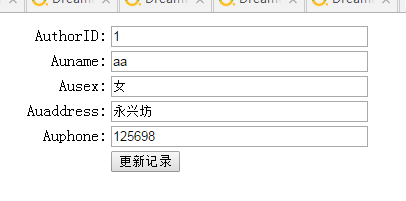 AuthorID: 1
Auname: aa
Ausex: 女
Auaddress: 永兴坊
Auphone: 125698
更新记录